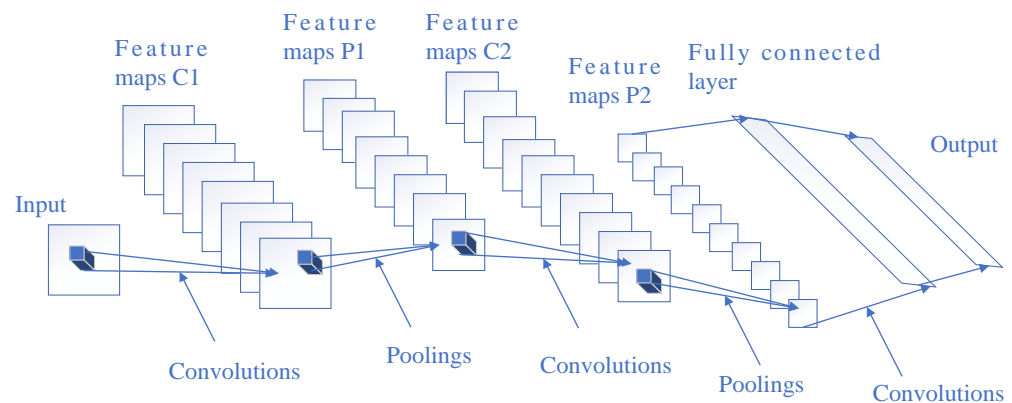 Feature
maps C1
Feature
maps P1
Feature
maps C2
Feature
maps P2
Fully connected
layer
Output
Input
Convolutions
Poolings
Convolutions
Poolings
Convolutions